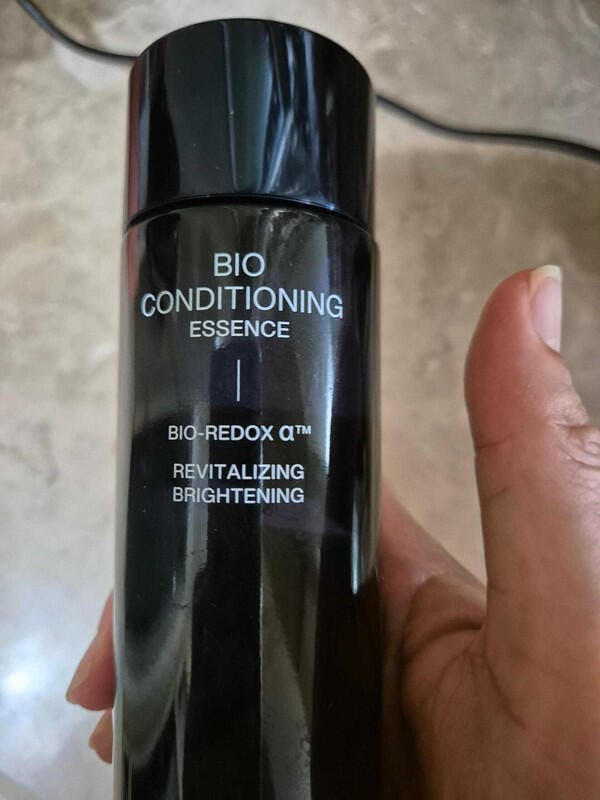 BIO
CONDITIONING
ESSENCE
BIO-REDOX α™
REVITALIZING
BRIGHTENING